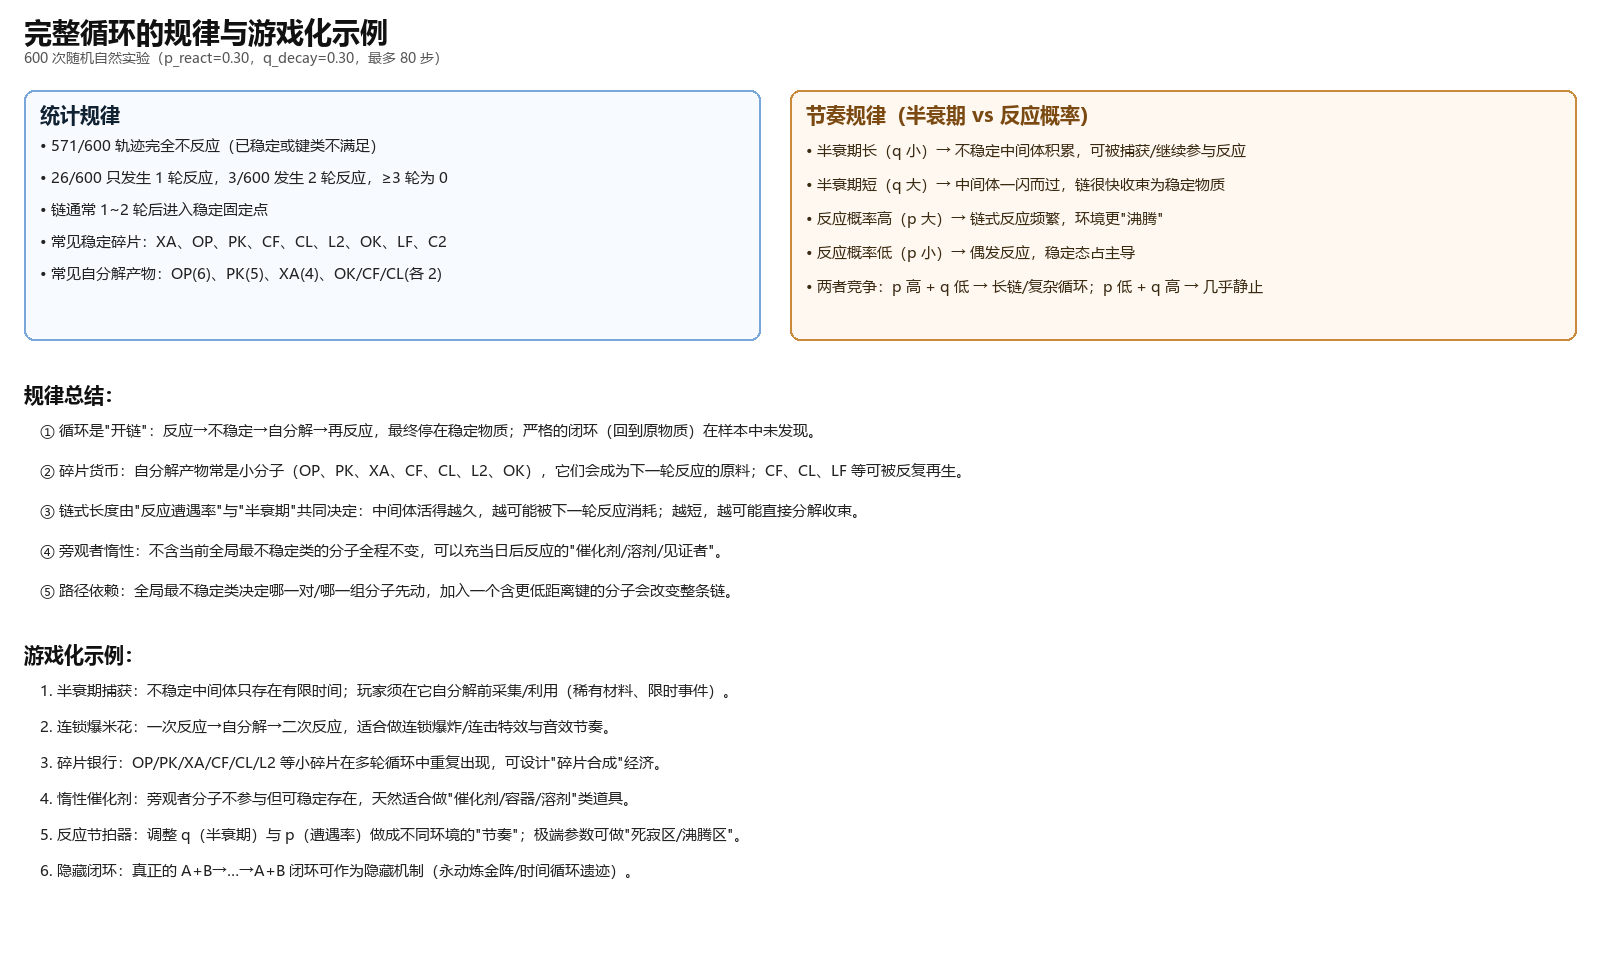 完整循环的规律与游戏化示例
600 次随机自然实验（p_react=0.30，q_decay=0.30，最多 80 步）
统计规律
• 571/600 轨迹完全不反应（已稳定或键类不满足）
• 26/600 只发生 1 轮反应，3/600 发生 2 轮反应，≥3 轮为 0
• 链通常 1~2 轮后进入稳定固定点
• 常见稳定碎片：XA、OP、PK、CF、CL、L2、OK、LF、C2
• 常见自分解产物：OP(6)、PK(5)、XA(4)、OK/CF/CL(各 2)
节奏规律（半衰期 vs 反应概率）
• 半衰期长（q 小）→ 不稳定中间体积累，可被捕获/继续参与反应
• 半衰期短（q 大）→ 中间体一闪而过，链很快收束为稳定物质
• 反应概率高（p 大）→ 链式反应频繁，环境更"沸腾"
• 反应概率低（p 小）→ 偶发反应，稳定态占主导
• 两者竞争：p 高 + q 低 → 长链/复杂循环；p 低 + q 高 → 几乎静止
规律总结：
① 循环是"开链"：反应→不稳定→自分解→再反应，最终停在稳定物质；严格的闭环（回到原物质）在样本中未发现。
② 碎片货币：自分解产物常是小分子（OP、PK、XA、CF、CL、L2、OK），它们会成为下一轮反应的原料；CF、CL、LF 等可被反复再生。
③ 链式长度由"反应遭遇率"与"半衰期"共同决定：中间体活得越久，越可能被下一轮反应消耗；越短，越可能直接分解收束。
④ 旁观者惰性：不含当前全局最不稳定类的分子全程不变，可以充当日后反应的"催化剂/溶剂/见证者"。
⑤ 路径依赖：全局最不稳定类决定哪一对/哪一组分子先动，加入一个含更低距离键的分子会改变整条链。
游戏化示例：
1. 半衰期捕获：不稳定中间体只存在有限时间；玩家须在它自分解前采集/利用（稀有材料、限时事件）。
2. 连锁爆米花：一次反应→自分解→二次反应，适合做连锁爆炸/连击特效与音效节奏。
3. 碎片银行：OP/PK/XA/CF/CL/L2 等小碎片在多轮循环中重复出现，可设计"碎片合成"经济。
4. 惰性催化剂：旁观者分子不参与但可稳定存在，天然适合做"催化剂/容器/溶剂"类道具。
5. 反应节拍器：调整 q（半衰期）与 p（遭遇率）做成不同环境的"节奏"；极端参数可做"死寂区/沸腾区"。
6. 隐藏闭环：真正的 A+B→...→A+B 闭环可作为隐藏机制（永动炼金阵/时间循环遗迹）。